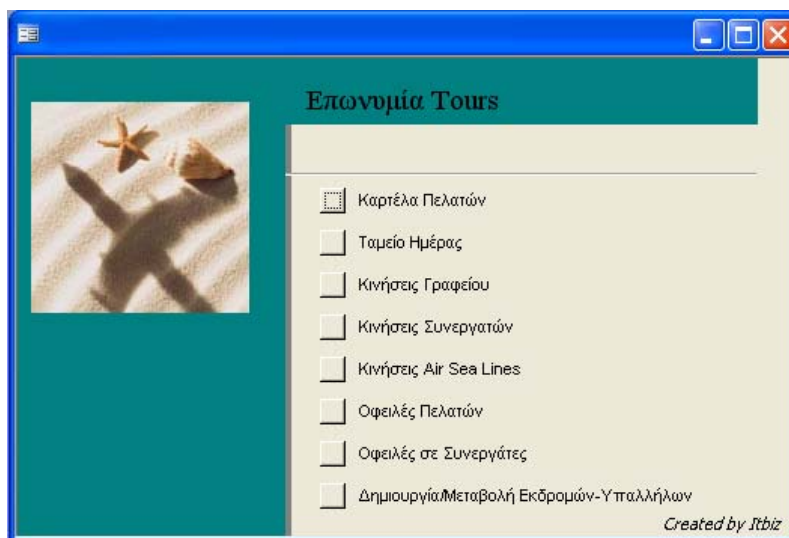 Επωνυμία Tours
Καρτέλα Πελατών
Ταμείο Ημέρας
Κινήσεις Γραφείου
Κινήσεις Συνεργατών
Κινήσεις Air Sea Lines
Οφειλές Πελατών
Οφειλές σε Συνεργάτες
Δημιουργία/Μεταβολή Εκδρομών-Υπαλλήλων
Created by Itbiz